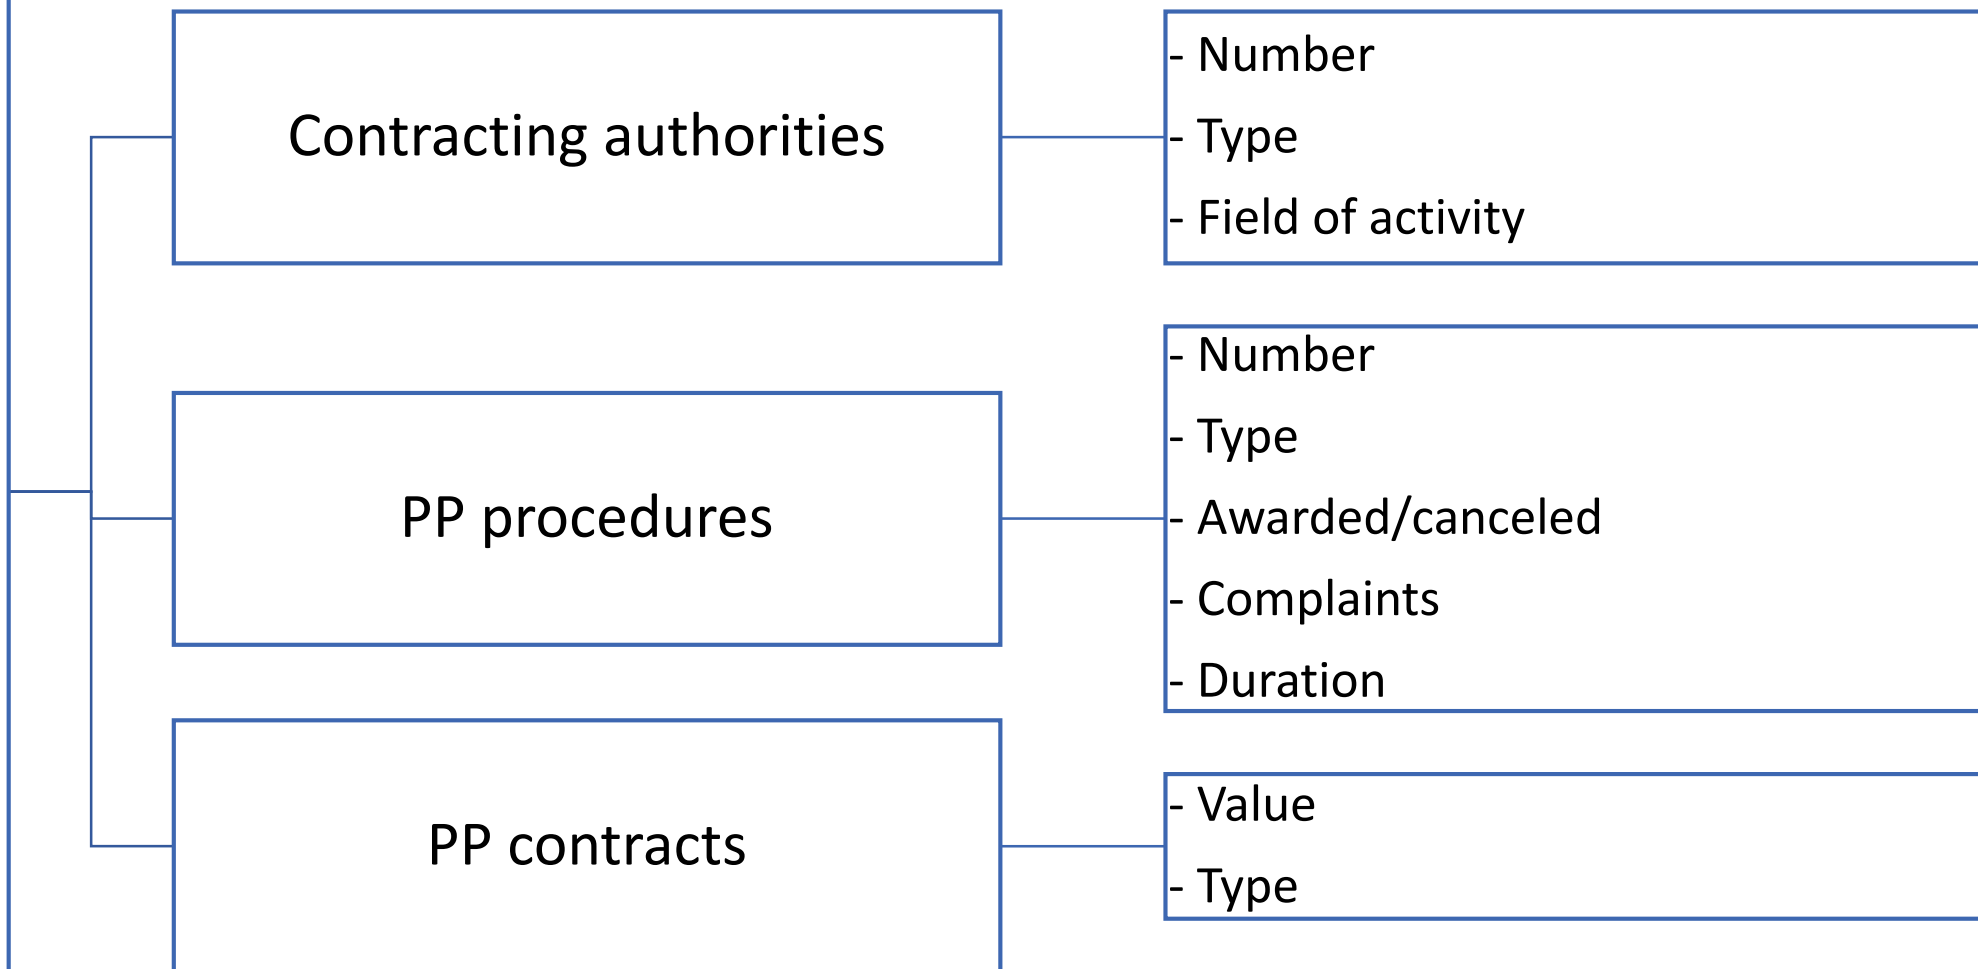 Contracting authorities
- Number
- Type
- Field of activity
PP procedures
- Number
- Type
- Awarded/canceled
- Complaints
- Duration
PP contracts
- Value
- Type